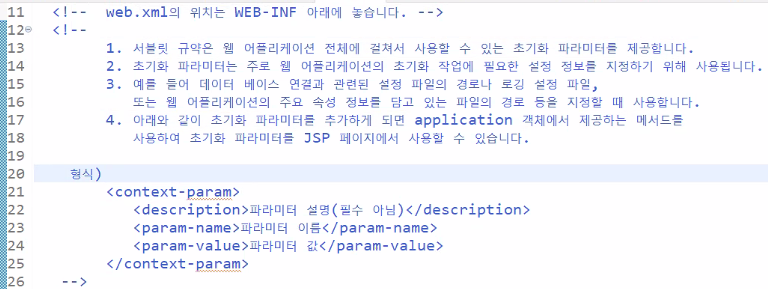 11 <!-- web.xml의 위치는 WEB-INF 아래에 놓습니다. -->
12 <!--
13 1. 서블릿 규약은 웹 어플리케이션 전체에 걸쳐서 사용할 수 있는 초기화 파라미터를 제공합니다.
14 2. 초기화 파라미터는 주로 웹 어플리케이션의 초기화 작업에 필요한 설정 정보를 지정하기 위해 사용됩니다.
15 3. 예를 들어 데이터 베이스 연결과 관련된 설정 파일의 경로나 로깅 설정 파일,
16 또는 웹 어플리케이션의 주요 속성 정보를 담고 있는 파일의 경로 등을 지정할 때 사용합니다.
17 4. 아래와 같이 초기화 파라미터를 추가하게 되면 application 객체에서 제공하는 메서드를
18 사용하여 초기화 파라미터를 JSP 페이지에서 사용할 수 있습니다.
19
20 형식)
21 <context-param>
22 <description>파라미터 설명(필수 아님)</description>
23 <param-name>파라미터 이름</param-name>
24 <param-value>파라미터 값</param-value>
25 </context-param>
26 -->